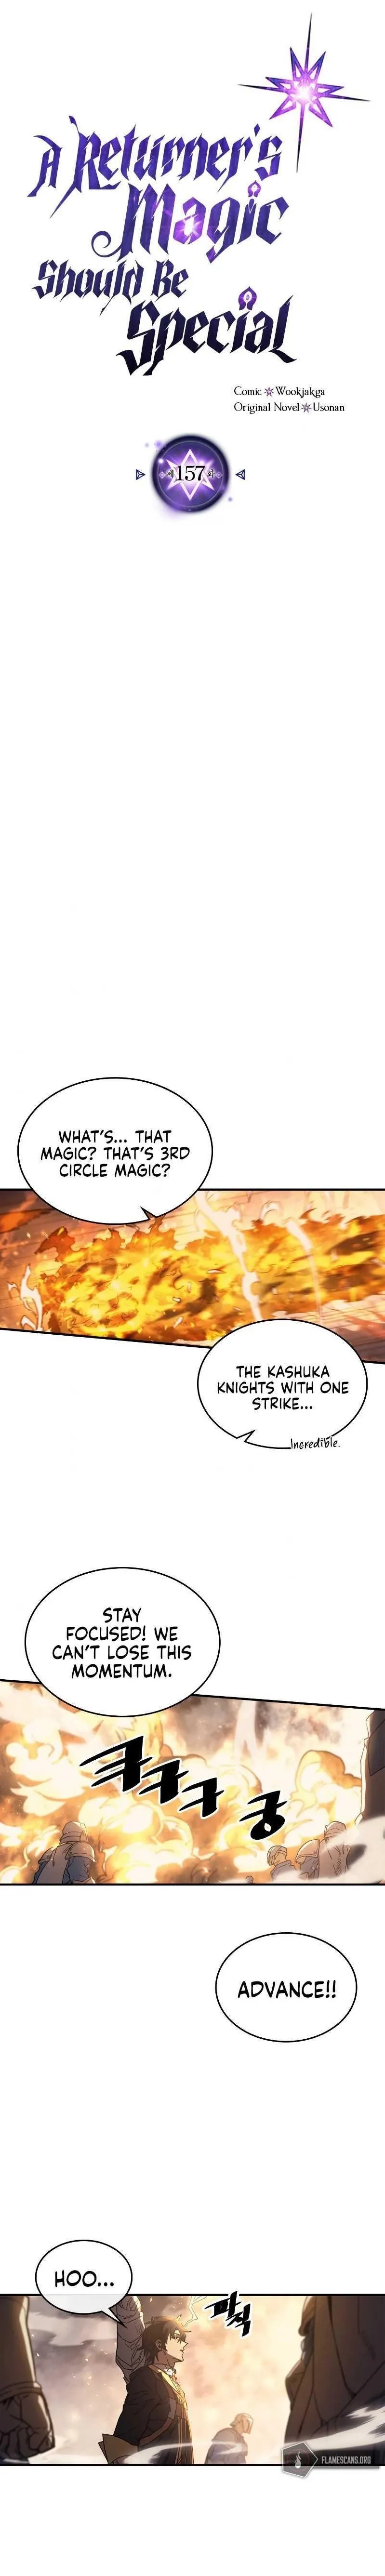 A Returner's
Magic
Should Be
Special
Comic Wookjakga
Original Novel Usonan
157
WHAT'S... THAT
MAGIC? THAT'S 3RD
CIRCLE MAGIC?
THE KASHUKA
KNIGHTS WITH ONE
STRIKE...
Incredible.
STAY
FOCUSED! WE
CAN'T LOSE THIS
MOMENTUM.
쿠구구궁
ADVANCE!!
HOO...
파직
FLAMESCANS.ORG